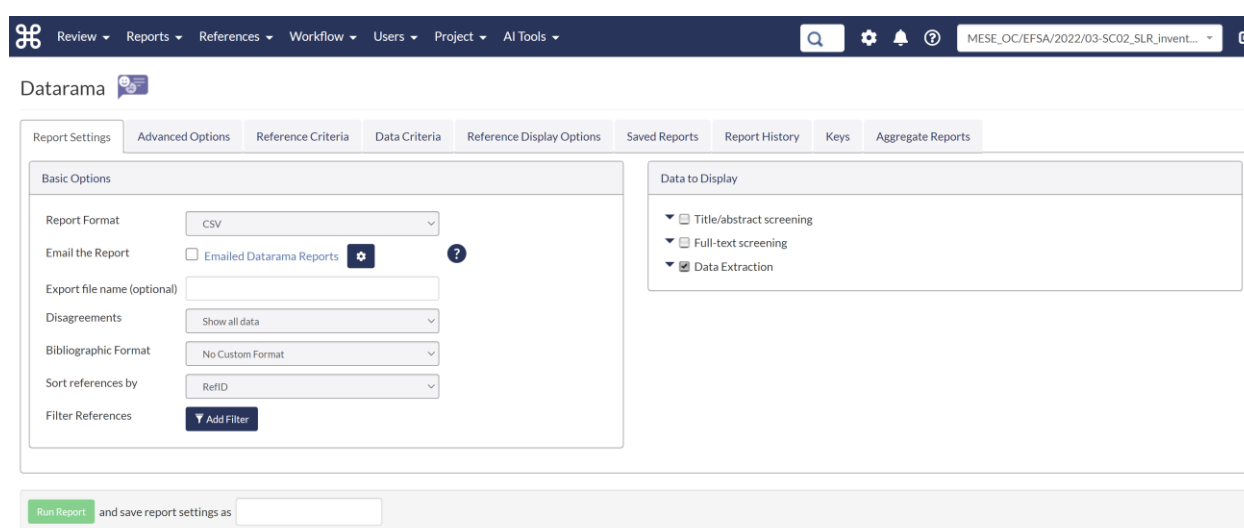 Review Reports References Workflow Users Project AI Tools MESE_OC/EFSA/2022/03-SC02_SLR_invent...
Datarama
Report Settings Advanced Options Reference Criteria Data Criteria Reference Display Options Saved Reports Report History Keys Aggregate Reports
Basic Options
Report Format CSV
Email the Report Emailed Datarama Reports ?
Export file name (optional)
Disagreements Show all data
Bibliographic Format No Custom Format
Sort references by RefID
Filter References Add Filter
Data to Display
Title/abstract screening
Full-text screening
Data Extraction
Run Report and save report settings as